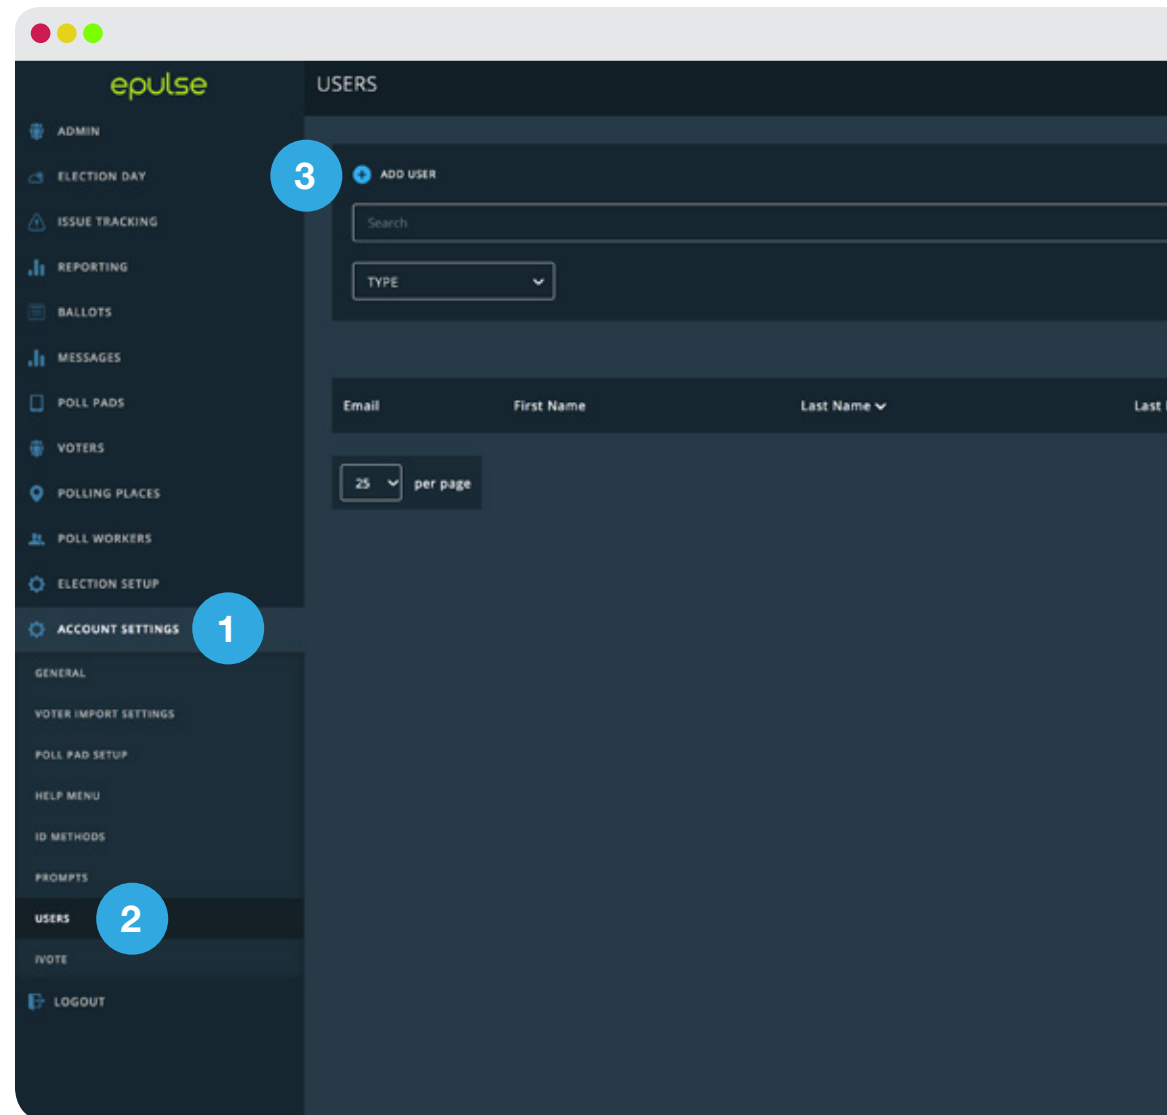 epulse
USERS
ADMIN
ELECTION DAY
ISSUE TRACKING
REPORTING
BALLOTS
MESSAGES
POLL PADS
VOTERS
POLLING PLACES
POLL WORKERS
ELECTION SETUP
ACCOUNT SETTINGS
1
GENERAL
VOTER IMPORT SETTINGS
POLL PAD SETUP
HELP MENU
ID METHODS
PROMPTS
USERS
2
iVOTE
LOGOUT
3
ADD USER
Search
TYPE
Email First Name Last Name Last
25 per page